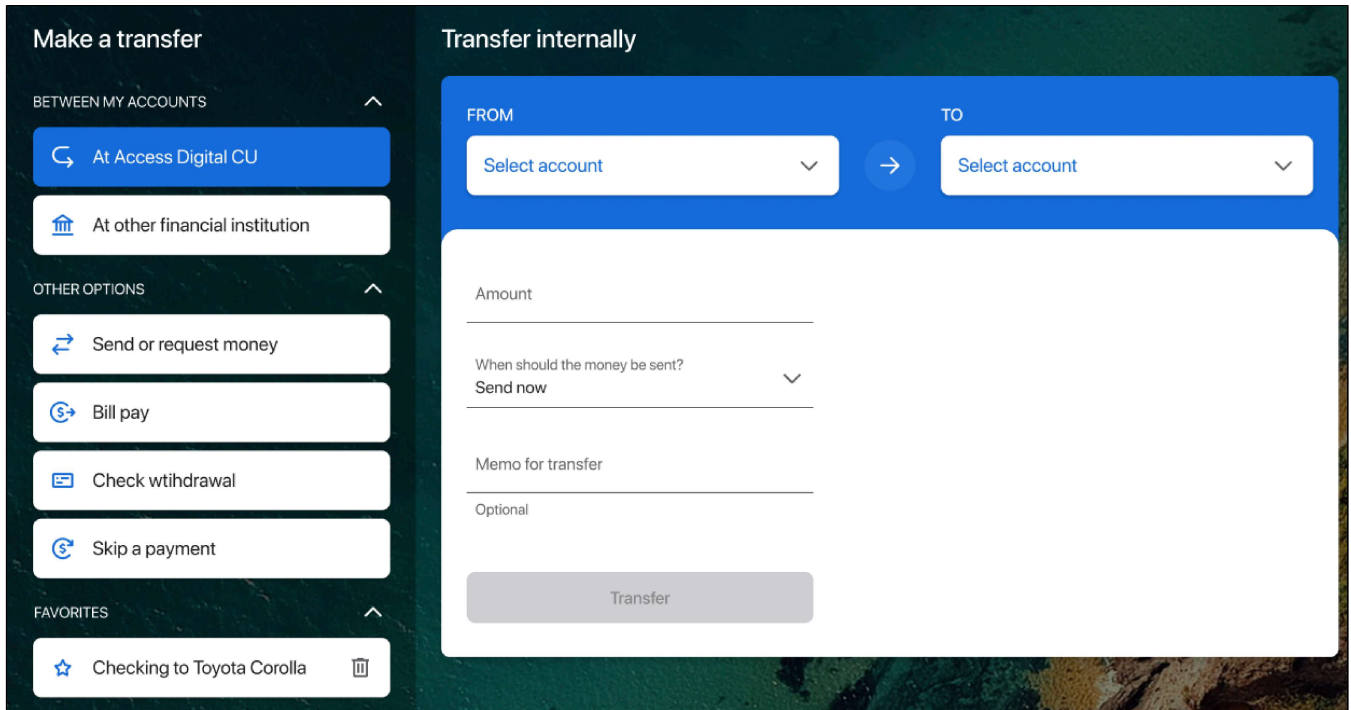 Make a transfer
BETWEEN MY ACCOUNTS
At Access Digital CU
At other financial institution
OTHER OPTIONS
Send or request money
Bill pay
Check wtihdrawal
Skip a payment
FAVORITES
Checking to Toyota Corolla
Transfer internally
FROM
Select account
TO
Select account
Amount
When should the money be sent?
Send now
Memo for transfer
Optional
Transfer